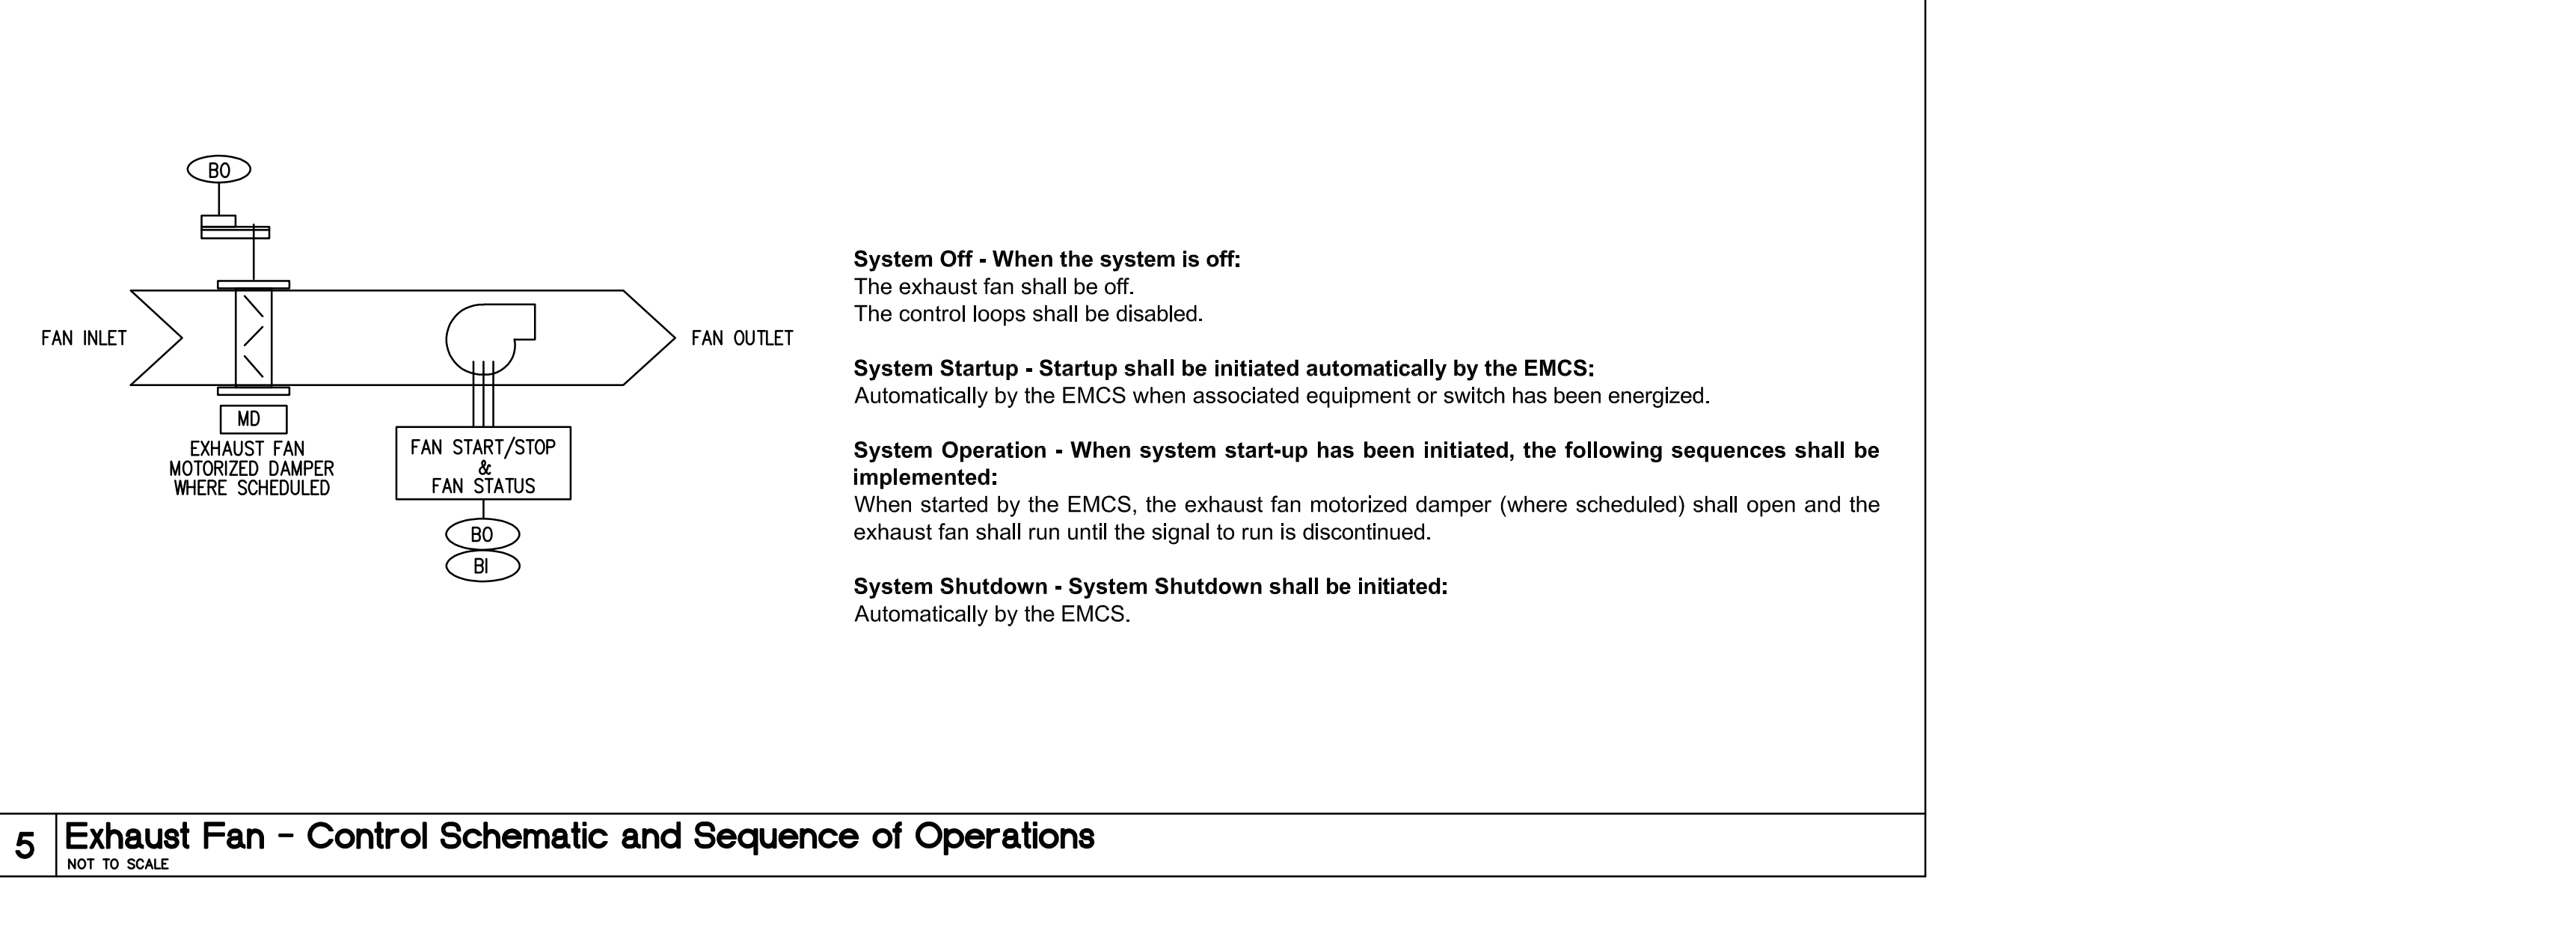 BO
FAN INLET
FAN OUTLET
MD
EXHAUST FAN
MOTORIZED DAMPER
WHERE SCHEDULED
FAN START/STOP
&
FAN STATUS
BO
BI
System Off - When the system is off:
The exhaust fan shall be off.
The control loops shall be disabled.
System Startup - Startup shall be initiated automatically by the EMCS:
Automatically by the EMCS when associated equipment or switch has been energized.
System Operation - When system start-up has been initiated, the following sequences shall be
implemented:
When started by the EMCS, the exhaust fan motorized damper (where scheduled) shall open and the
exhaust fan shall run until the signal to run is discontinued.
System Shutdown - System Shutdown shall be initiated:
Automatically by the EMCS.
5
Exhaust Fan - Control Schematic and Sequence of Operations
NOT TO SCALE